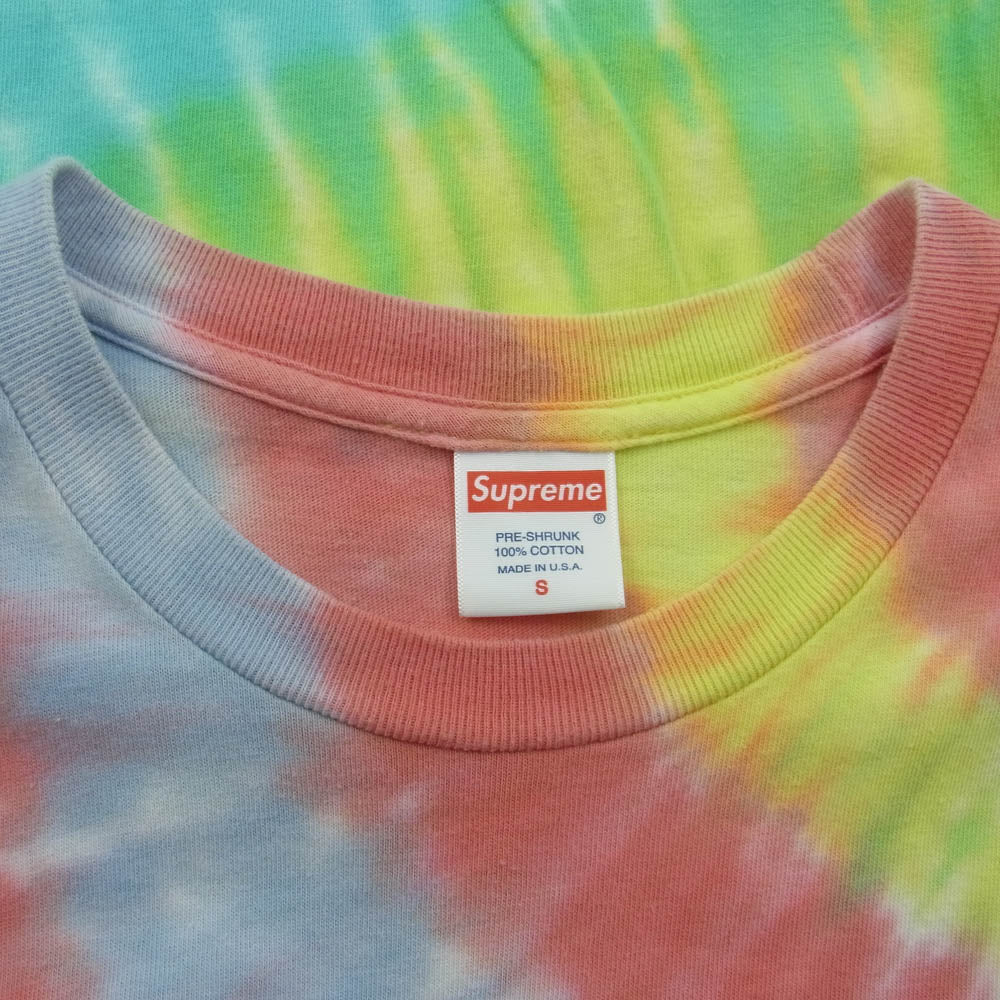 Supreme
®
PRE-SHRUNK
100% COTTON
MADE IN U.S.A.
S